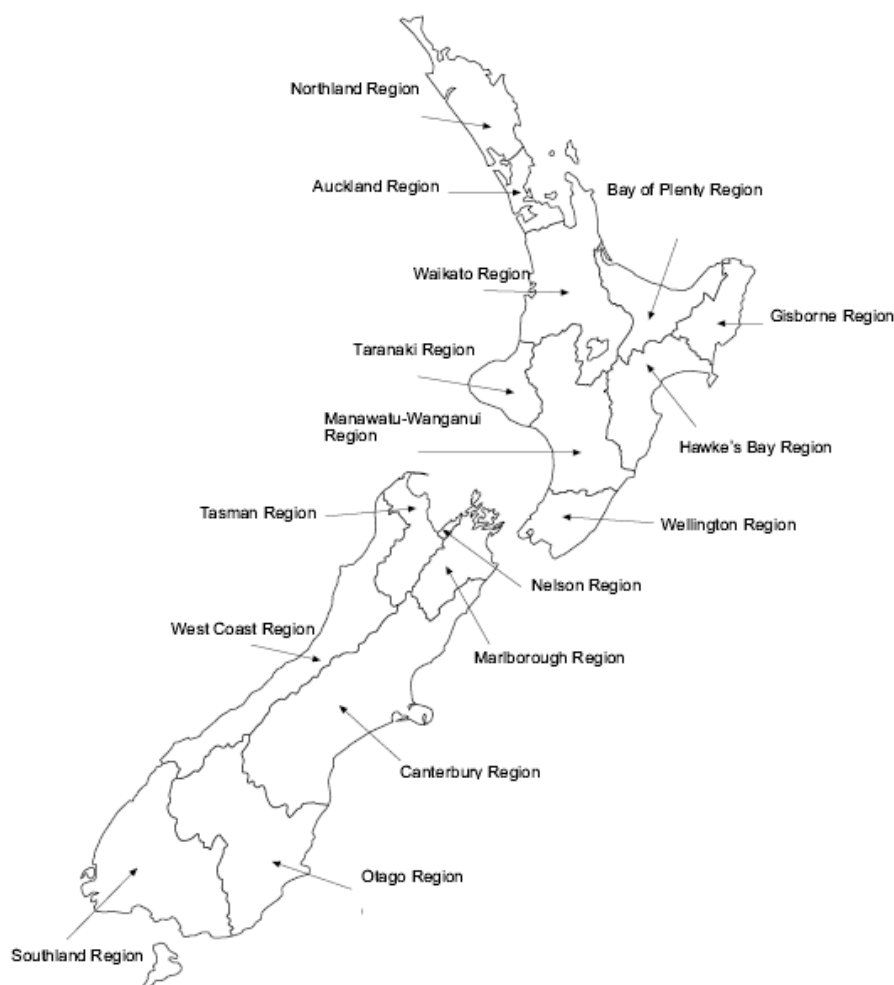 Northland Region
Auckland Region
Bay of Plenty Region
Waikato Region
Gisborne Region
Taranaki Region
Manawatu-Wanganui
Region
Hawke's Bay Region
Tasman Region
Wellington Region
Nelson Region
West Coast Region
Marlborough Region
Canterbury Region
Otago Region
Southland Region